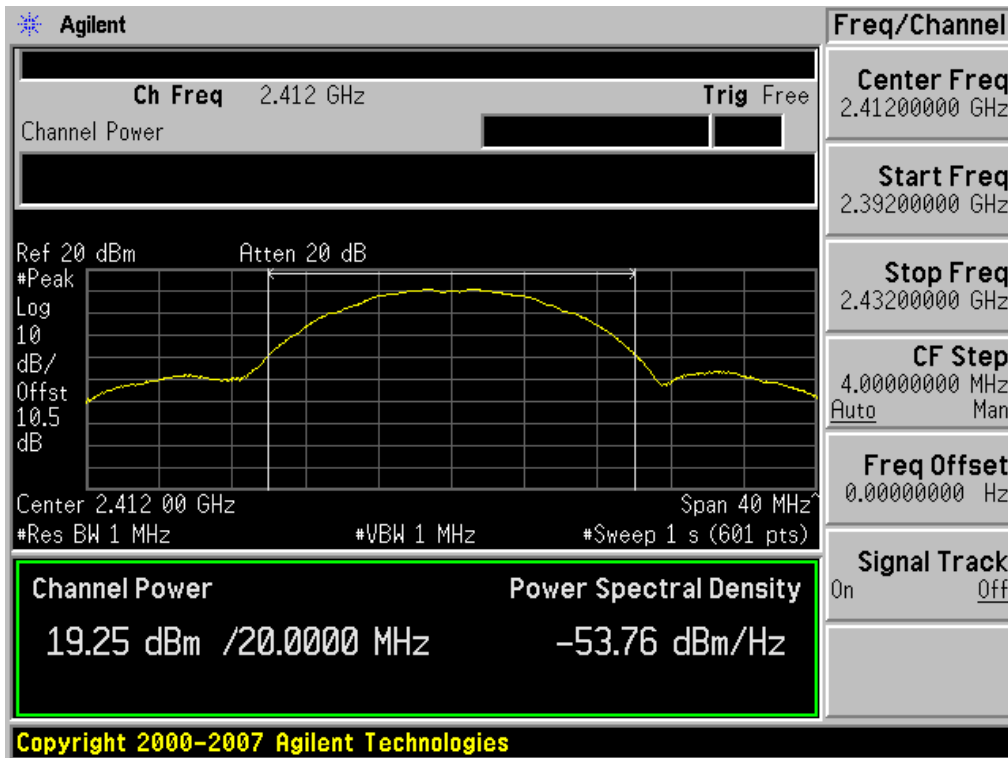 Agilent
Freq/Channel
Ch Freq 2.412 GHz Trig Free
Channel Power
Center Freq
2.41200000 GHz
Start Freq
2.39200000 GHz
Stop Freq
2.43200000 GHz
CF Step
4.00000000 MHz
Auto Man
Freq Offset
0.00000000 Hz
Signal Track
On Off
Ref 20 dBm Atten 20 dB
#Peak
Log
10
dB/
Offst
10.5
dB
Center 2.412 00 GHz Span 40 MHz^
#Res BW 1 MHz #VBW 1 MHz #Sweep 1 s (601 pts)
Channel Power Power Spectral Density
19.25 dBm /20.0000 MHz -53.76 dBm/Hz
Copyright 2000-2007 Agilent Technologies